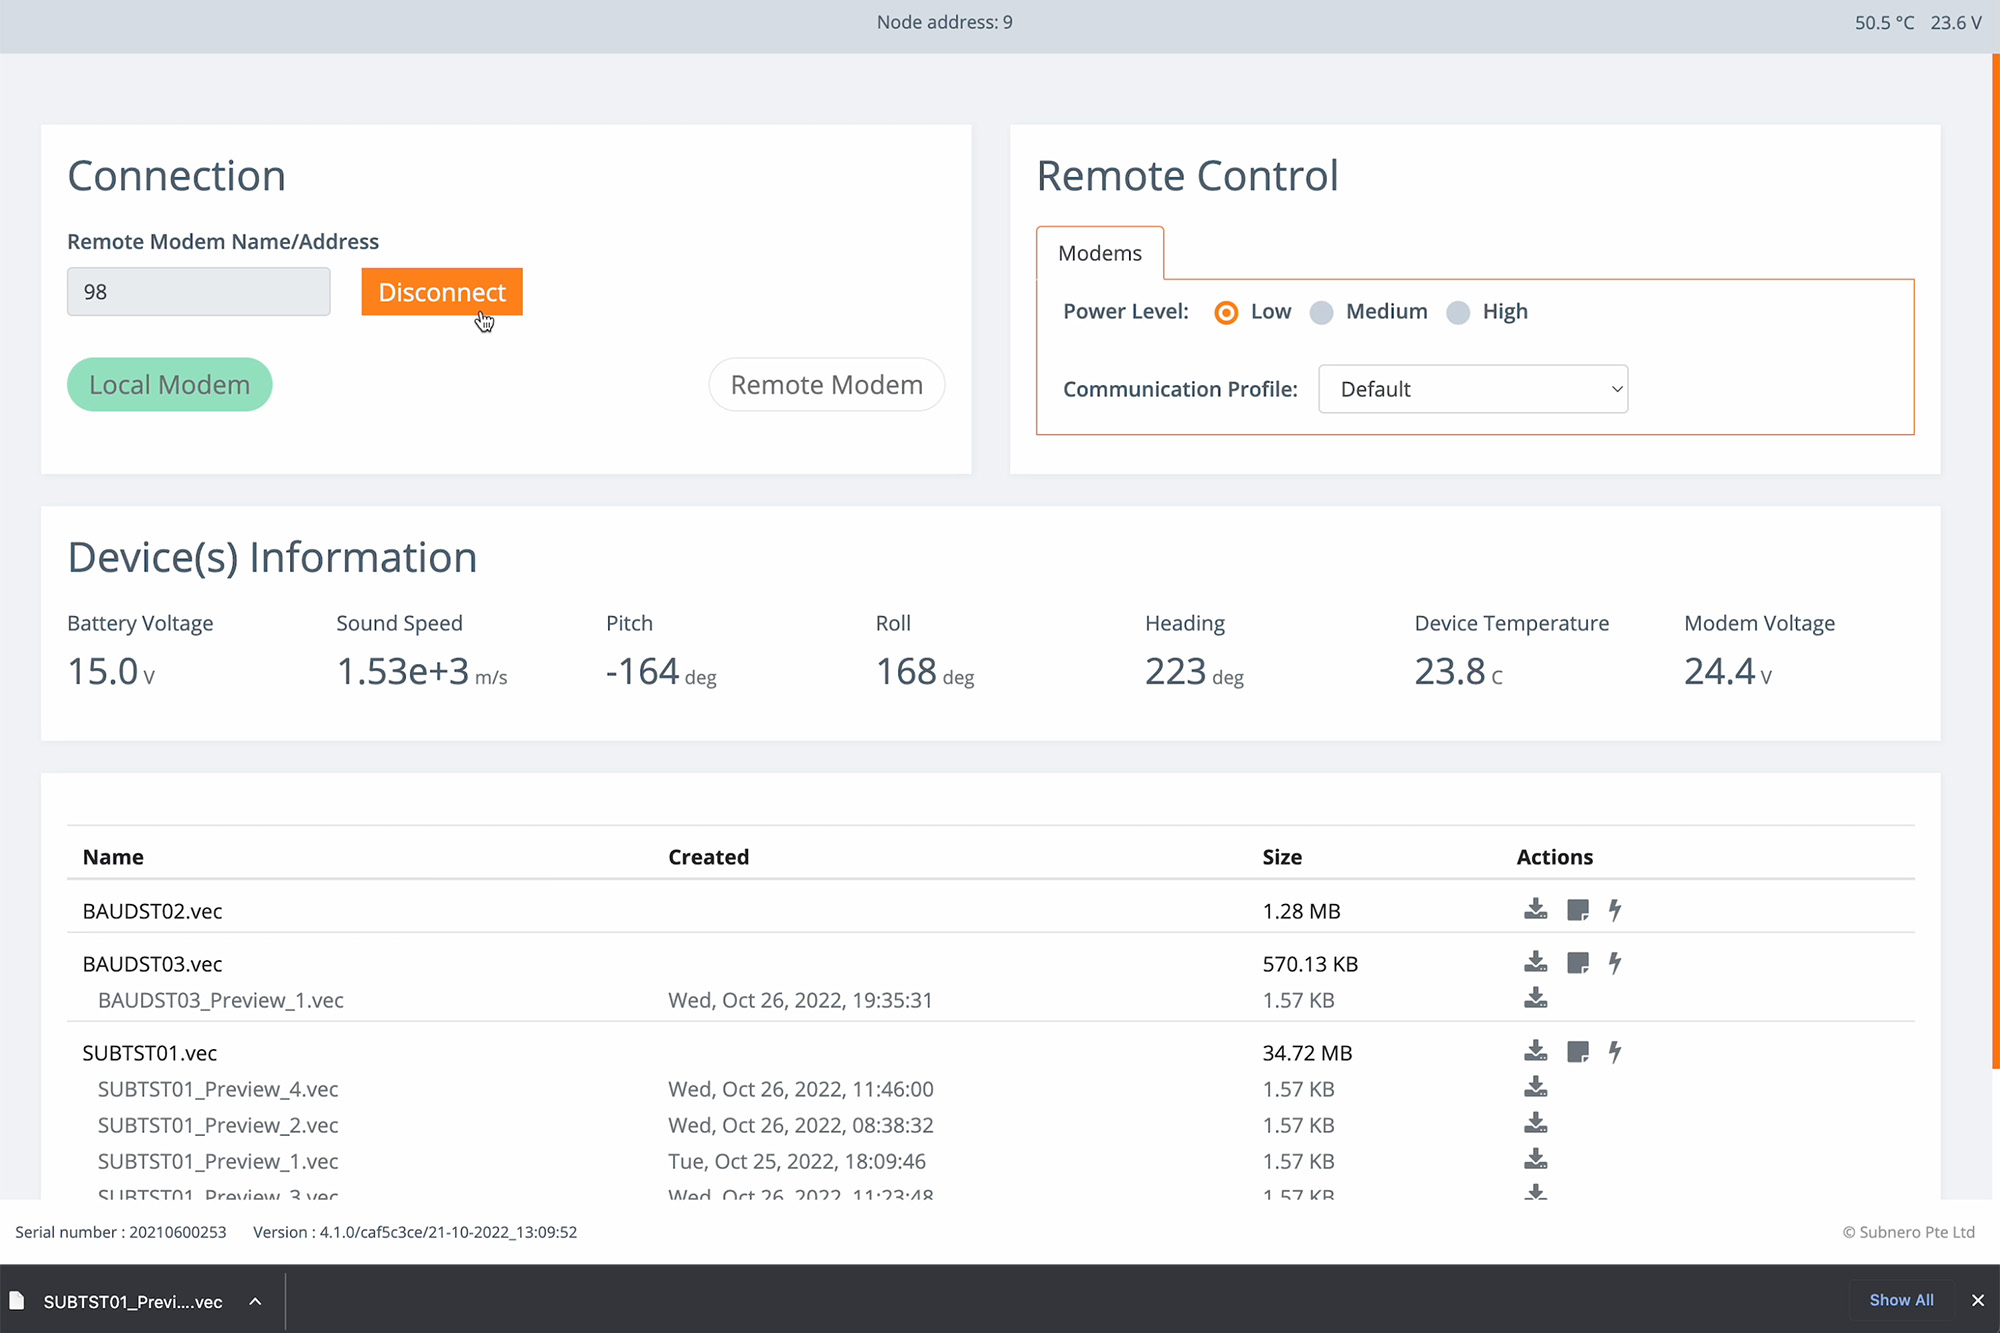 Node address: 9
50.5 °C 23.6 V
Connection
Remote Modem Name/Address
98
Disconnect
Local Modem
Remote Modem
Remote Control
Modems
Power Level: Low Medium High
Communication Profile: Default
Device(s) Information
Battery Voltage Sound Speed Pitch Roll Heading Device Temperature Modem Voltage
15.0 V 1.53e+3 m/s -164 deg 168 deg 223 deg 23.8 C 24.4 V
Name Created Size Actions
BAUDST02.vec 1.28 MB
BAUDST03.vec 570.13 KB
BAUDST03_Preview_1.vec Wed, Oct 26, 2022, 19:35:31 1.57 KB
SUBTST01.vec 34.72 MB
SUBTST01_Preview_4.vec Wed, Oct 26, 2022, 11:46:00 1.57 KB
SUBTST01_Preview_2.vec Wed, Oct 26, 2022, 08:38:32 1.57 KB
SUBTST01_Preview_1.vec Tue, Oct 25, 2022, 18:09:46 1.57 KB
SUBTST01_Preview_3.vec Wed, Oct 26, 2022, 11:23:48 1.57 KB
Serial number : 20210600253 Version : 4.1.0/caf5c3ce/21-10-2022_13:09:52
© Subnero Pte Ltd
SUBTST01_Previ....vec
Show All